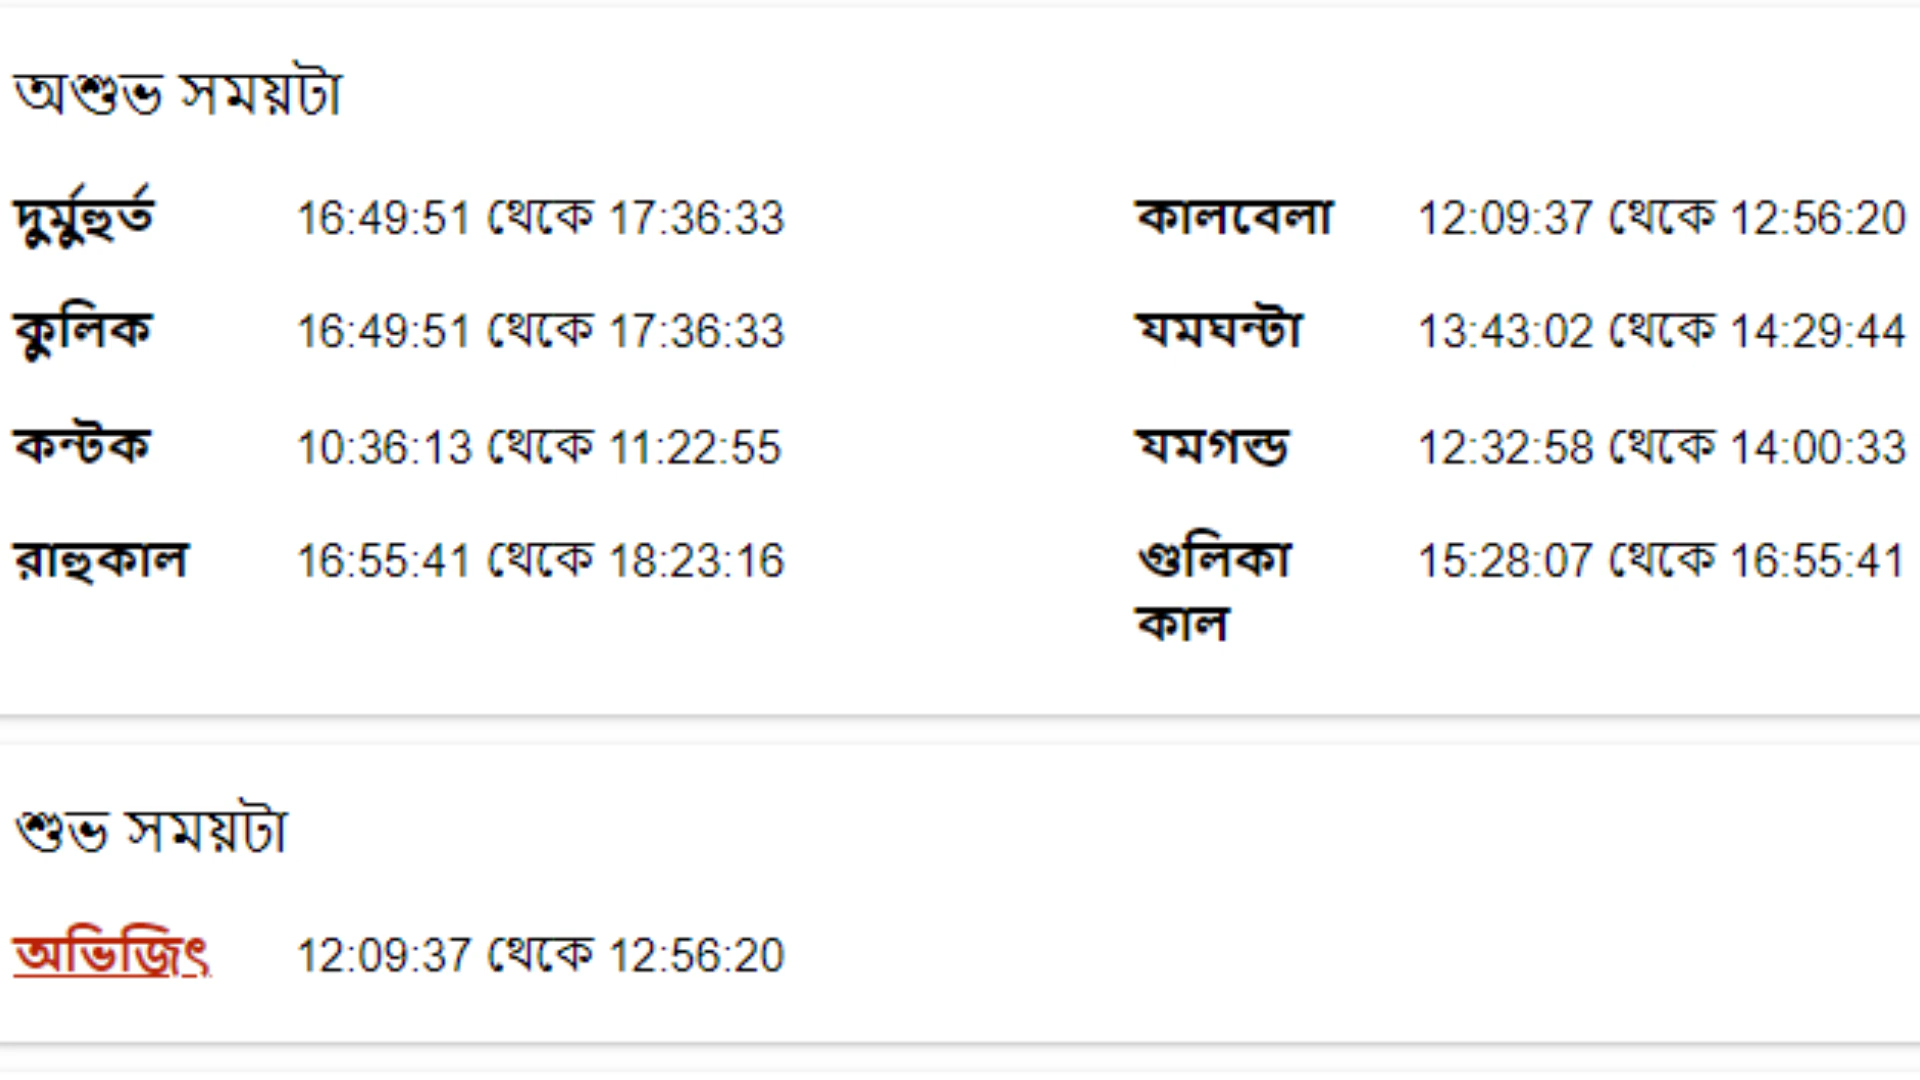 অশুভ সময়টা
দুর্মুহুর্ত 16:49:51 থেকে 17:36:33 কালবেলা 12:09:37 থেকে 12:56:20
কুলিক 16:49:51 থেকে 17:36:33 যমঘন্টা 13:43:02 থেকে 14:29:44
কন্টক 10:36:13 থেকে 11:22:55 যমগন্ড 12:32:58 থেকে 14:00:33
রাহুকাল 16:55:41 থেকে 18:23:16 গুলিকা 15:28:07 থেকে 16:55:41
কাল
শুভ সময়টা
অভিজিৎ 12:09:37 থেকে 12:56:20